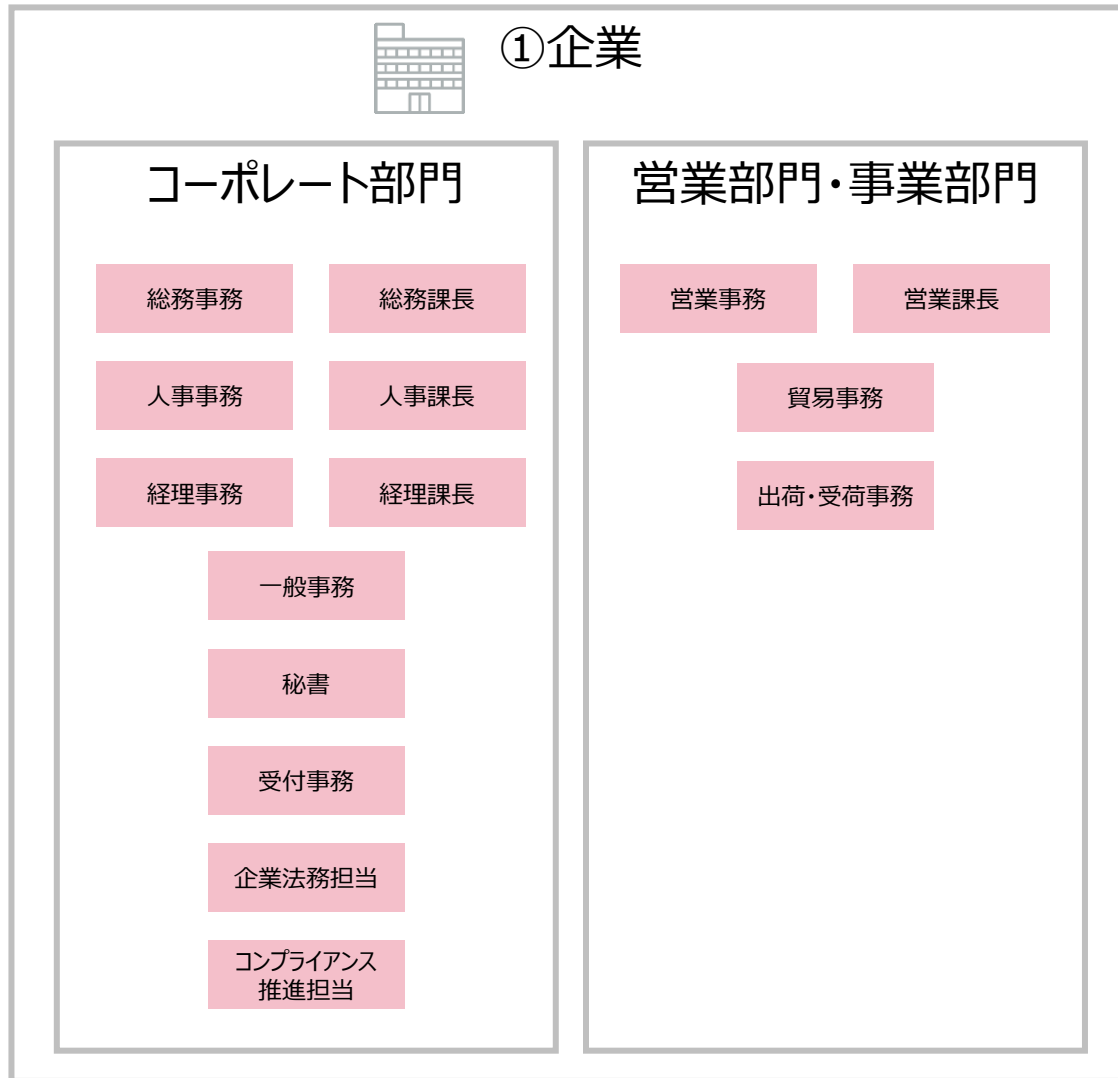 ①企業
コーポレート部門
総務事務
総務課長
人事事務
人事課長
経理事務
経理課長
一般事務
秘書
受付事務
企業法務担当
コンプライアンス
推進担当
営業部門・事業部門
営業事務
営業課長
貿易事務
出荷・受荷事務